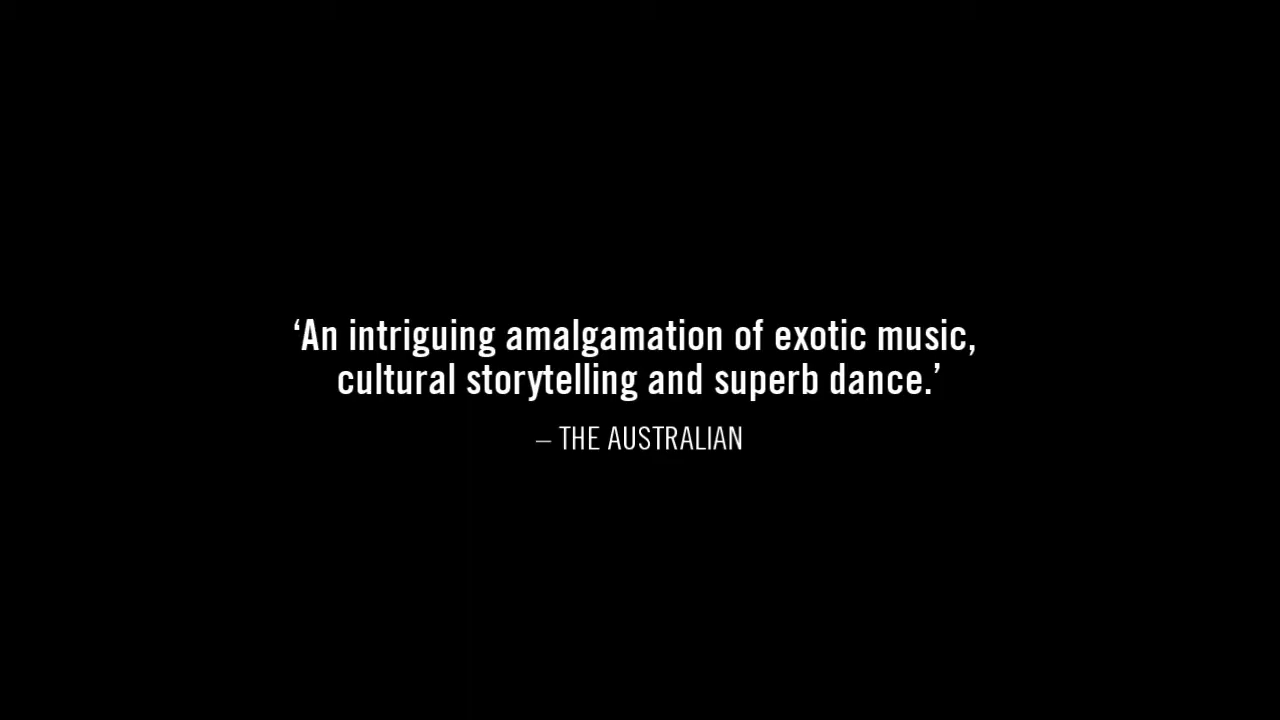 ‘An intriguing amalgamation of exotic music,
cultural storytelling and superb dance.’
– THE AUSTRALIAN